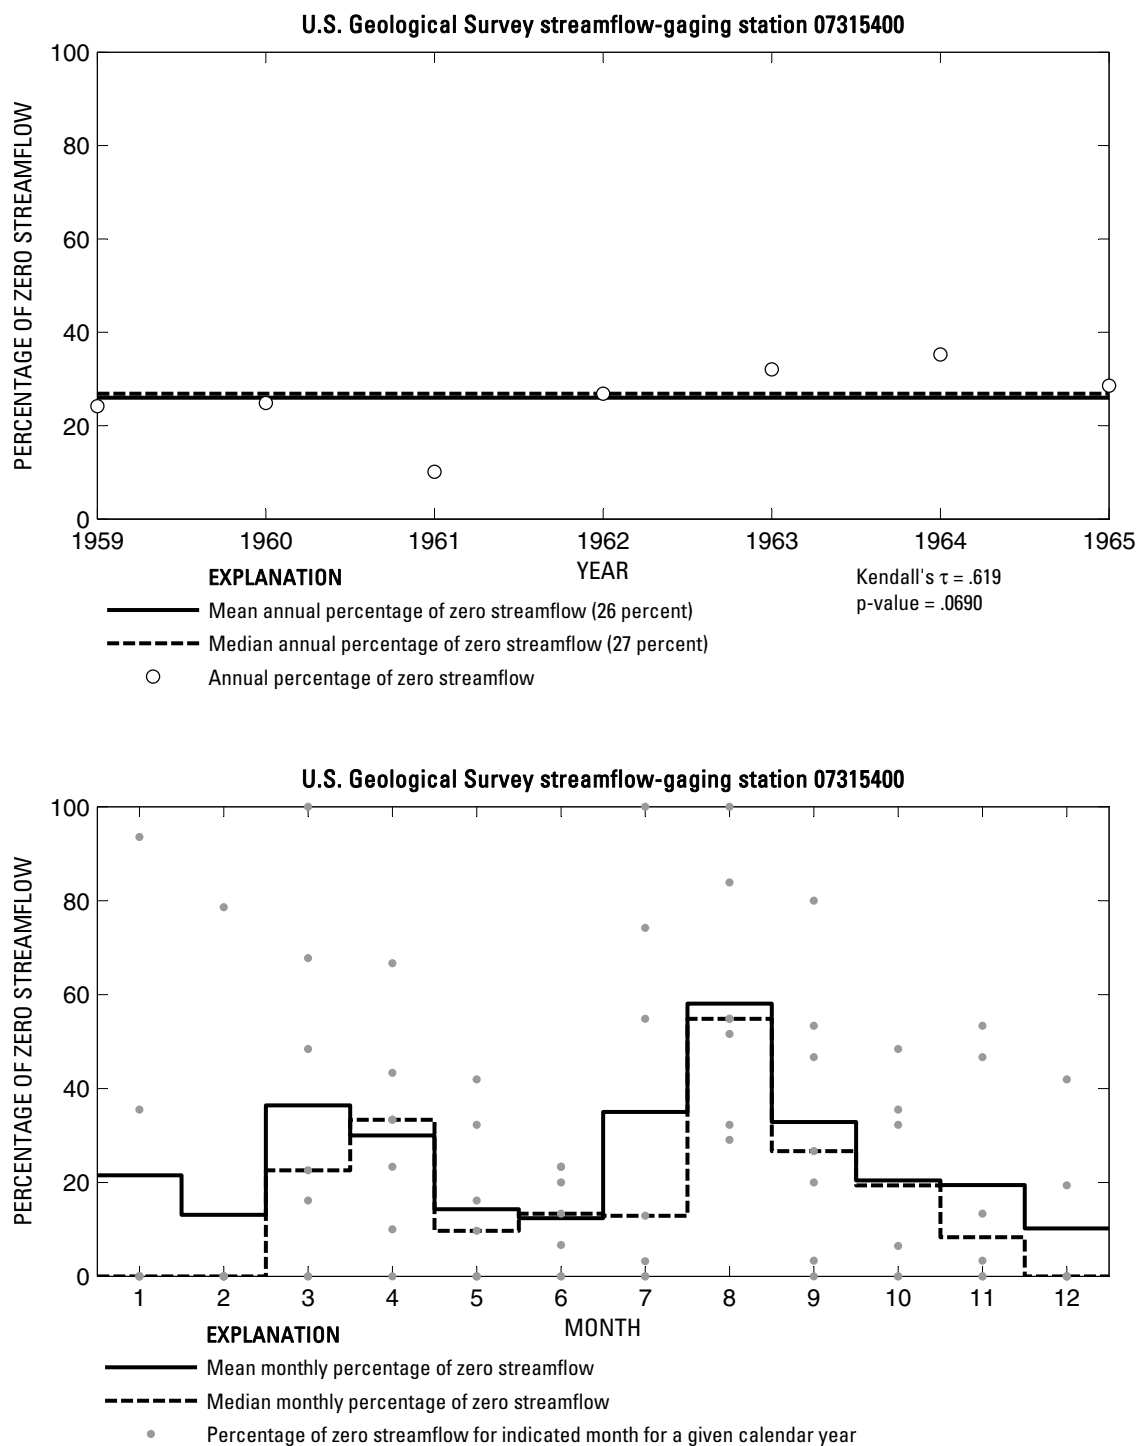 U.S. Geological Survey streamflow-gaging station 07315400
PERCENTAGE OF ZERO STREAMFLOW
100
80
60
40
20
0
1959 1960 1961 1962 1963 1964 1965
YEAR
EXPLANATION
Mean annual percentage of zero streamflow (26 percent)
Median annual percentage of zero streamflow (27 percent)
Annual percentage of zero streamflow
Kendall's τ = .619
p-value = .0690
U.S. Geological Survey streamflow-gaging station 07315400
PERCENTAGE OF ZERO STREAMFLOW
100
80
60
40
20
0
1 2 3 4 5 6 7 8 9 10 11 12
MONTH
EXPLANATION
Mean monthly percentage of zero streamflow
Median monthly percentage of zero streamflow
Percentage of zero streamflow for indicated month for a given calendar year